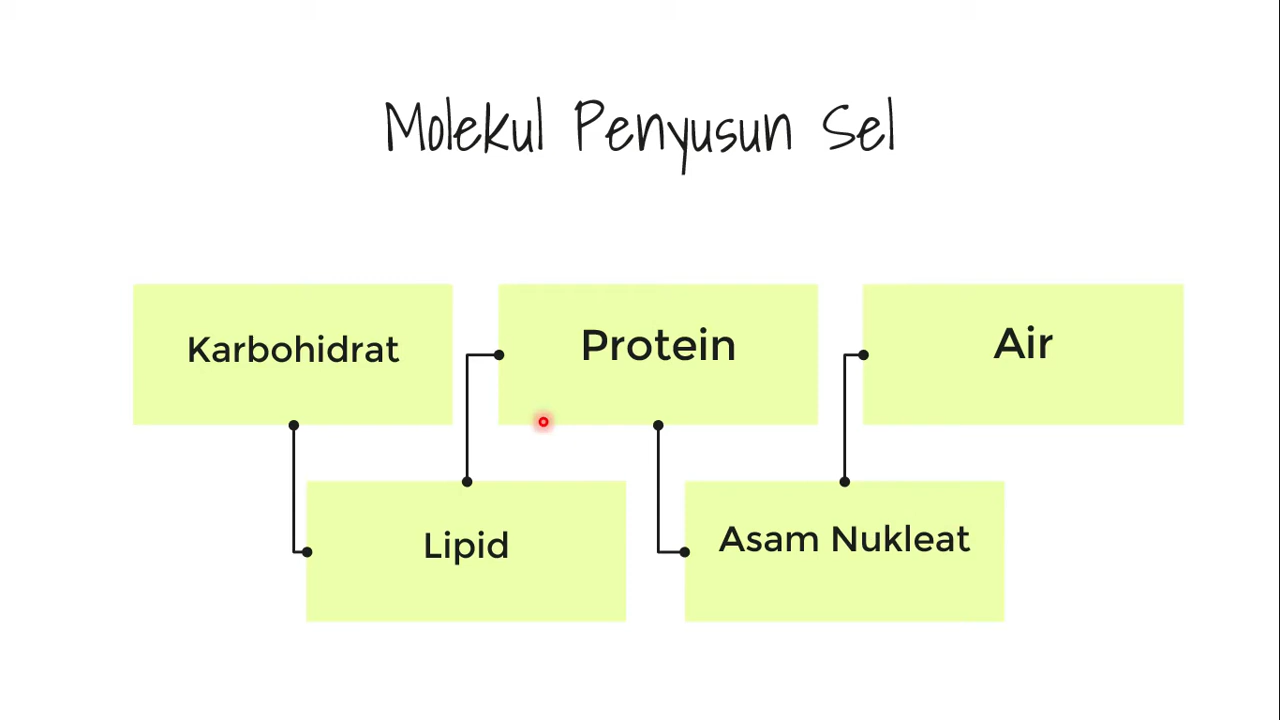 Molekul Penyusun Sel
Karbohidrat
Lipid
Protein
Asam Nukleat
Air